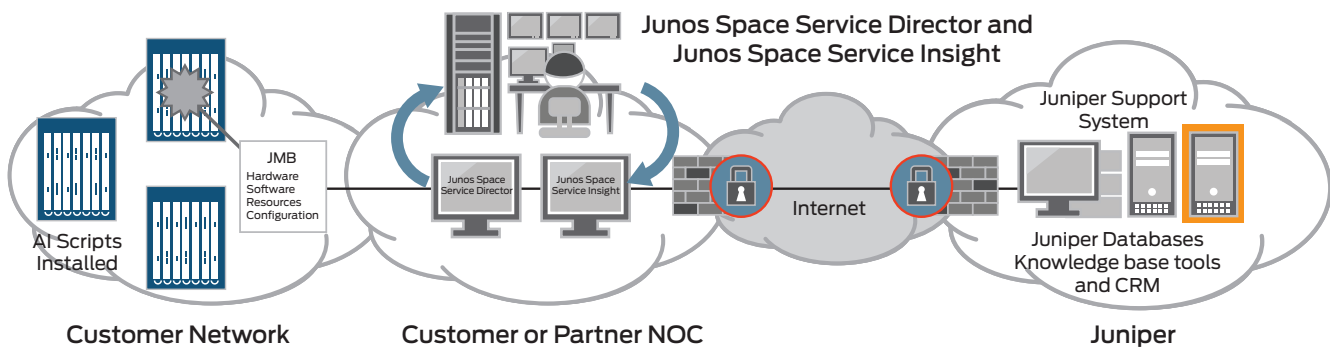 Junos Space Service Director and
Junos Space Service Insight
AI Scripts
Installed
JMB
Hardware
Software
Resources
Configuration
Junos Space
Service Director
Junos Space
Service Insight
Internet
Juniper Support
System
Juniper Databases
Knowledge base tools
and CRM
Customer Network
Customer or Partner NOC
Juniper